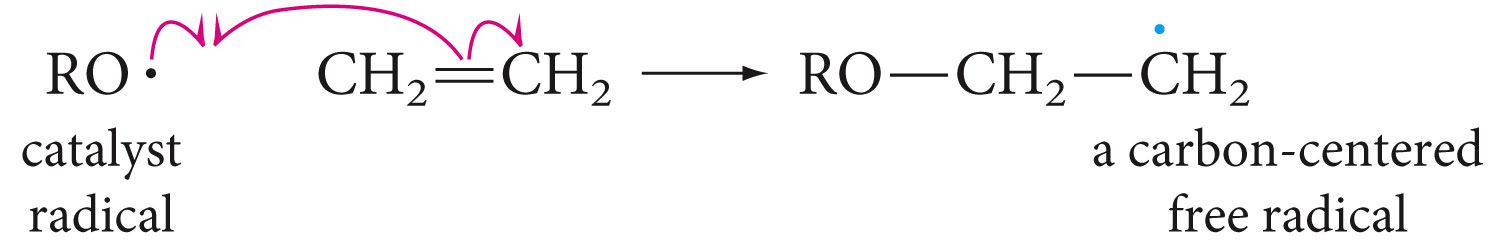 RO· CH₂=CH₂ ⟶ RO—CH₂—ĊH₂
catalyst radical
a carbon-centered free radical